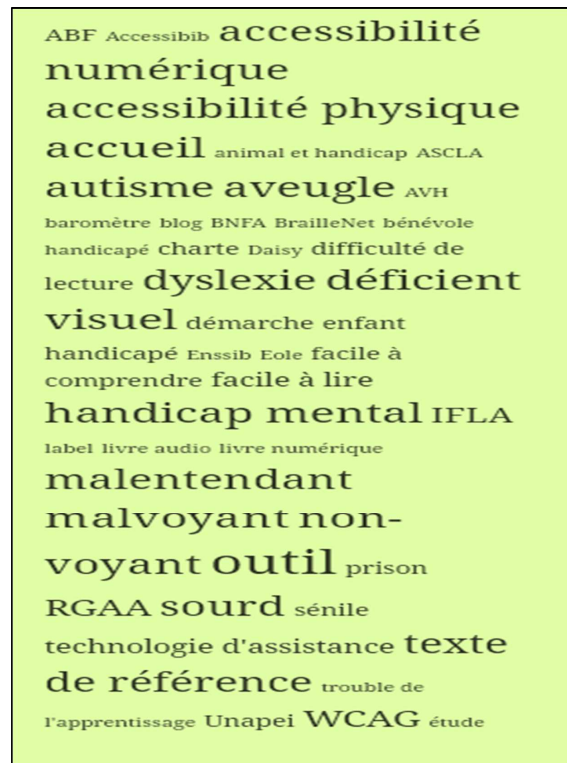 ABF Accessibib accessibilité
numérique
accessibilité physique
accueil animal et handicap ASCLA
autisme aveugle AVH
baromètre blog BNFA BrailleNet bénévole
handicapé charte Daisy difficulté de
lecture dyslexie déficient
visuel démarche enfant
handicapé Enssib Eole facile à
comprendre facile à lire
handicap mental IFLA
label livre audio livre numérique
malentendant
malvoyant non-
voyant outil prison
RGAA sourd sénile
technologie d'assistance texte
de référence trouble de
l'apprentissage Unapei WCAG étude